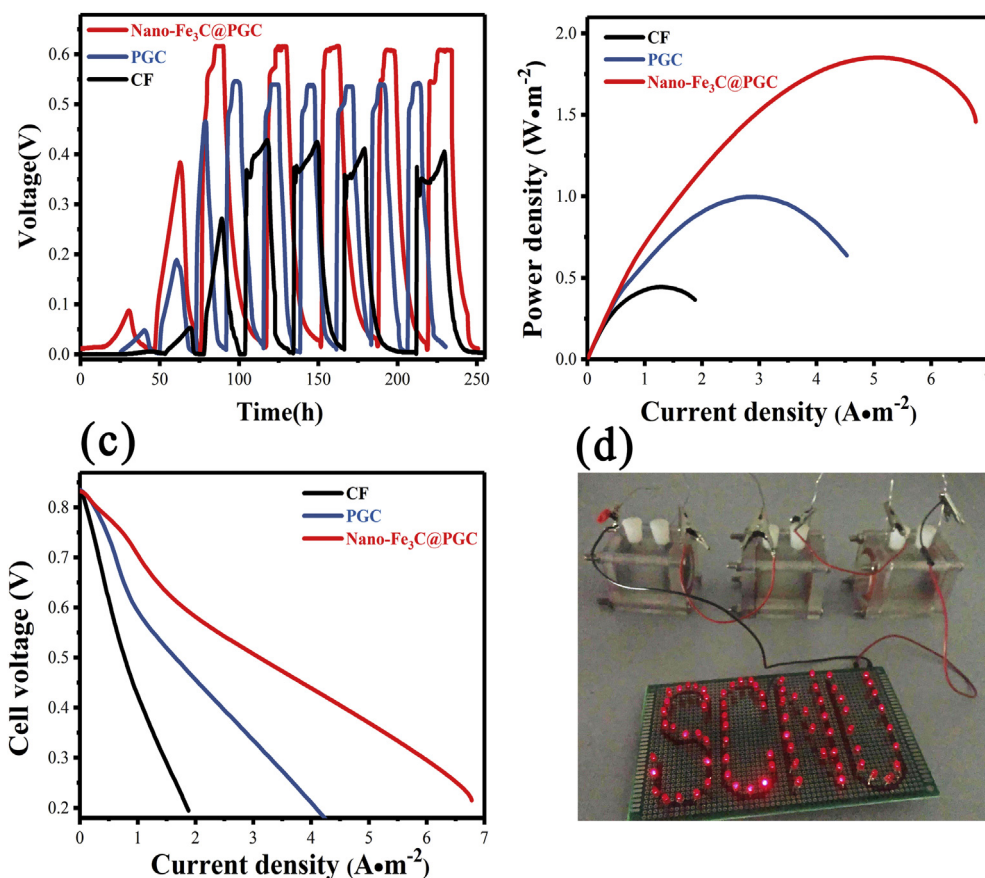 Nano-Fe₃C@PGC
PGC
CF
Voltage(V)
0.6
0.5
0.4
0.3
0.2
0.1
0.0
0 50 100 150 200 250
Time(h)
CF
PGC
Nano-Fe₃C@PGC
Power density (W•m⁻²)
2.0
1.5
1.0
0.5
0.0
0 1 2 3 4 5 6 7
Current density (A•m⁻²)
(c)
CF
PGC
Nano-Fe₃C@PGC
Cell voltage (V)
0.8
0.7
0.6
0.5
0.4
0.3
0.2
0 1 2 3 4 5 6 7
Current density (A•m⁻²)
(d)
SCNU